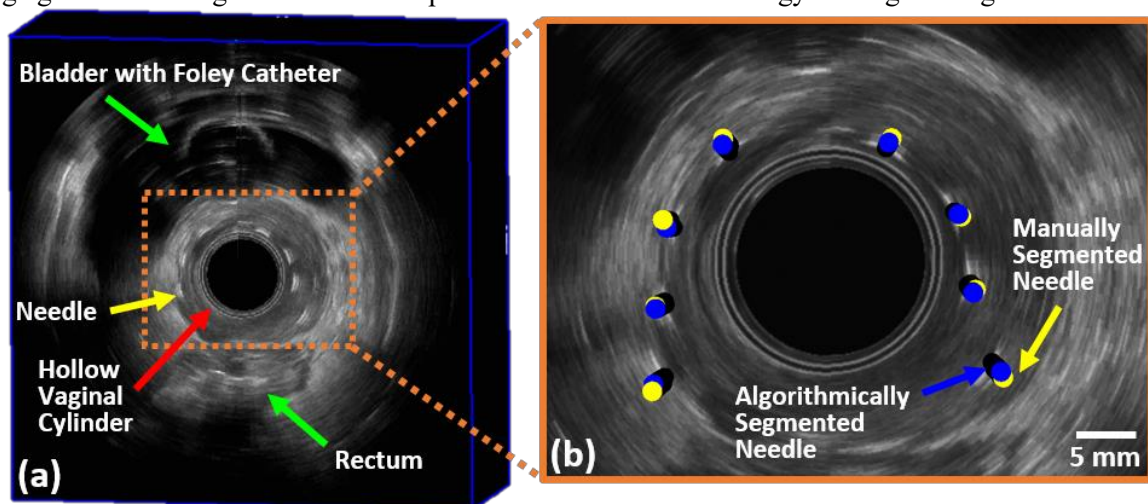 Bladder with Foley Catheter
Needle
Hollow
Vaginal
Cylinder
Rectum
(a)
Manually
Segmented
Needle
Algorithmically
Segmented
Needle
(b)
5 mm